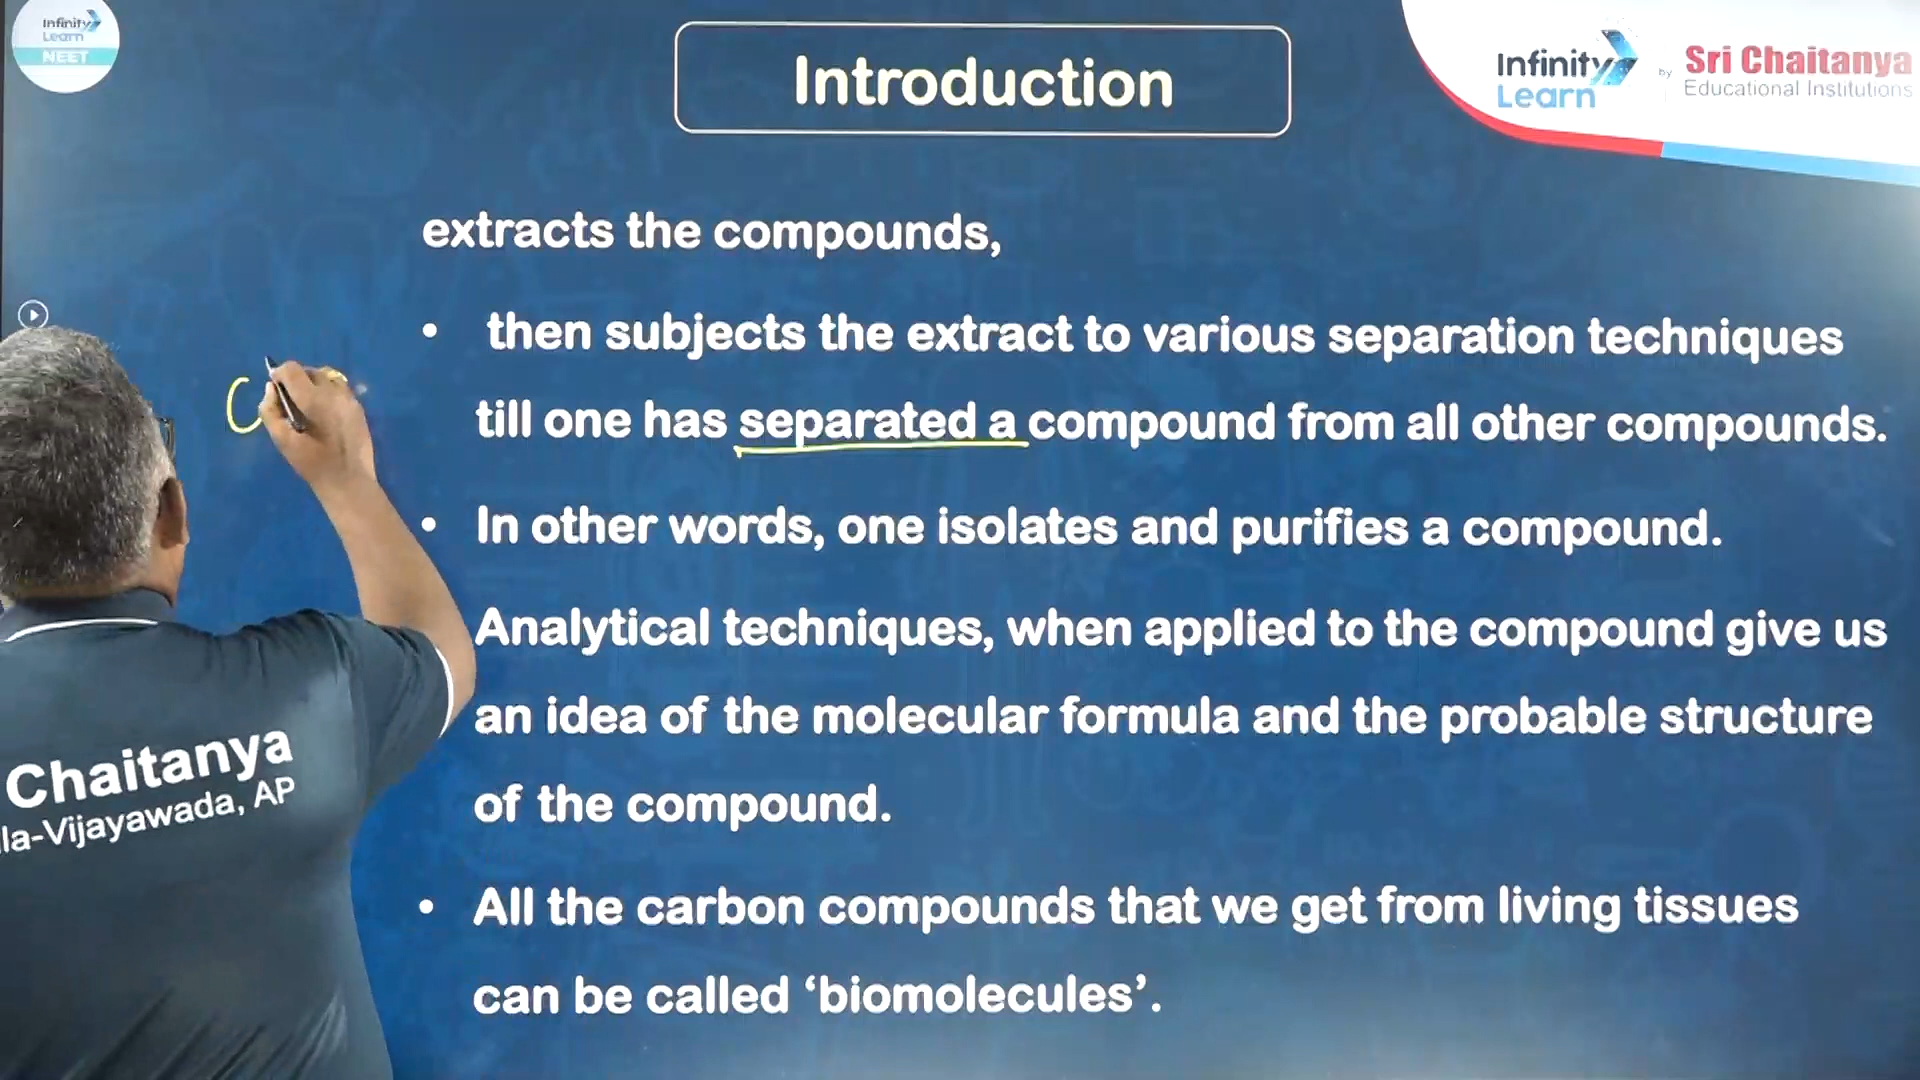 Infinity
Learn
NEET
Introduction
Infinity
Learn
by
Sri Chaitanya
Educational Institutions
extracts the compounds,
• then subjects the extract to various separation techniques
till one has separated a compound from all other compounds.
C
• In other words, one isolates and purifies a compound.
Analytical techniques, when applied to the compound give us
an idea of the molecular formula and the probable structure
of the compound.
• All the carbon compounds that we get from living tissues
can be called ‘biomolecules’.
Chaitanya
la-Vijayawada, AP